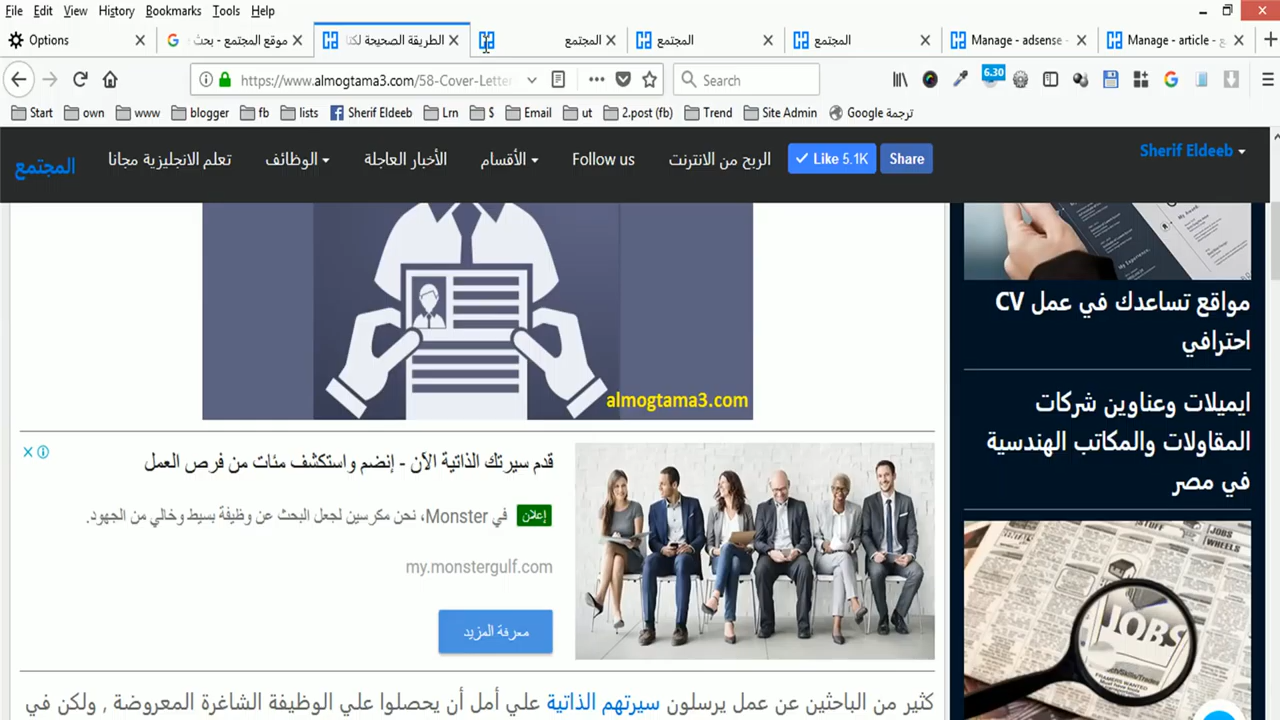 File Edit View History Bookmarks Tools Help
Options
موقع المجتمع - بحث
الطريقة الصحيحة لكتا
المجتمع
المجتمع
المجتمع
Manage - adsense -
Manage - article -
https://www.almogtama3.com/58-Cover-Letter
Search
6.30
Start own www blogger fb lists Sherif Eldeeb Lrn $ Email ut 2.post (fb) Trend Site Admin ترجمة Google
المجتمع
تعلم الانجليزية مجانا
الوظائف
الأخبار العاجلة
الأقسام
Follow us
الربح من الانترنت
Like 5.1K
Share
Sherif Eldeeb
almogtama3.com
قدم سيرتك الذاتية الآن - إنضم واستكشف مئات من فرص العمل
إعلان في Monster، نحن مكرسين لجعل البحث عن وظيفة بسيط وخالي من الجهود.
my.monstergulf.com
معرفة المزيد
كثير من الباحثين عن عمل يرسلون سيرتهم الذاتية علي أمل أن يحصلوا علي الوظيفة الشاغرة المعروضة , ولكن في
مواقع تساعدك في عمل CV
احترافي
ايميلات وعناوين شركات
المقاولات والمكاتب الهندسية
في مصر
JOBS
WHEELS
JOBS